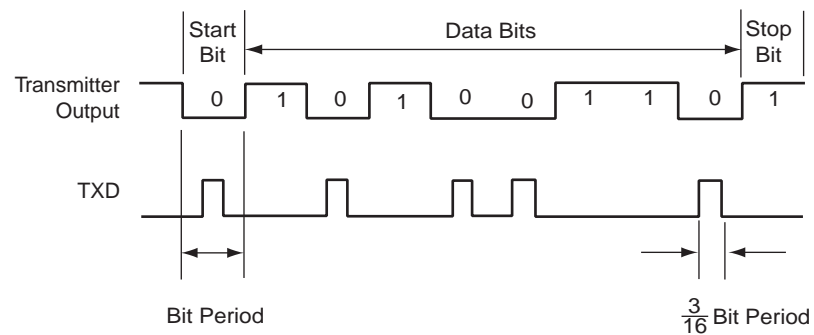 Start
Bit
Data Bits
Stop
Bit
Transmitter
Output
0 1 0 1 0 0 1 1 0 1
TXD
Bit Period
3/16 Bit Period